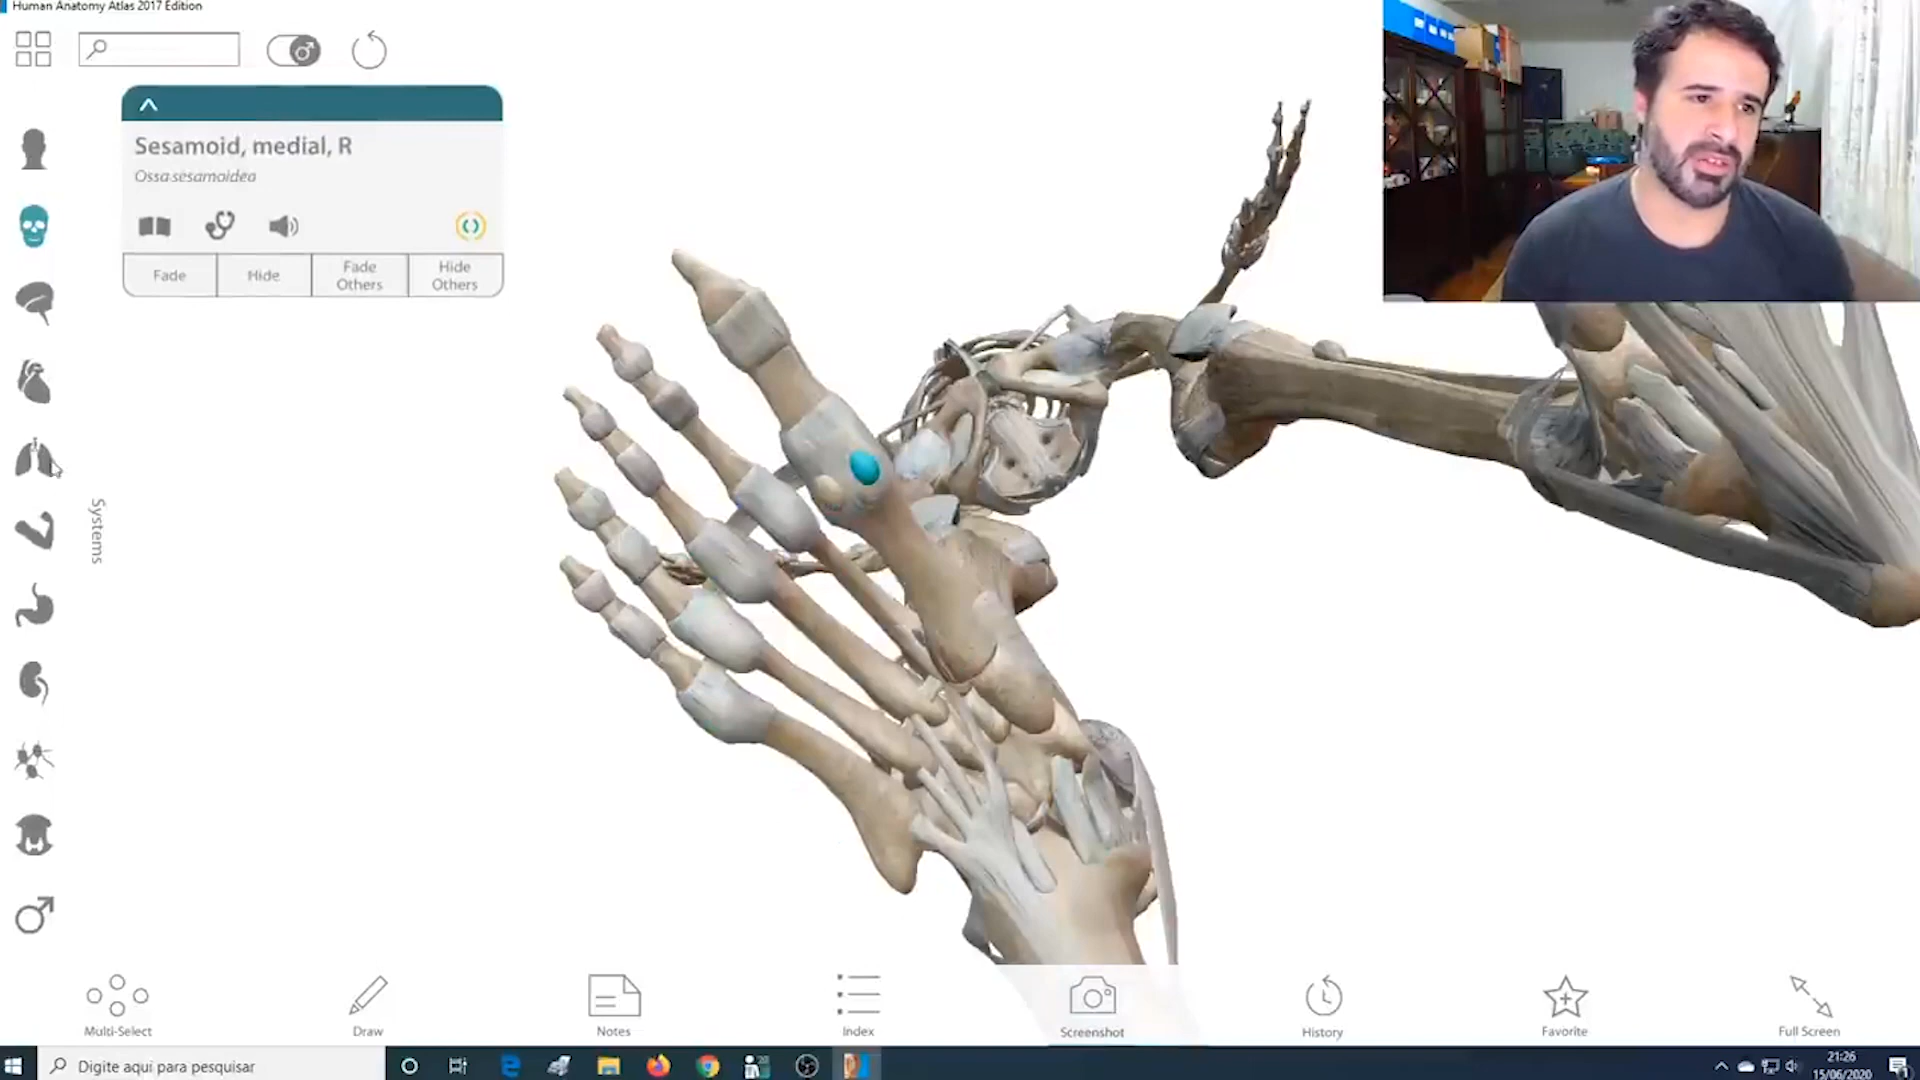 Human Anatomy Atlas 2017 Edition
Sesamoid, medial, R
Ossa sesamoidea
Fade
Hide
Fade Others
Hide Others
Systems
Multi-Select
Draw
Notes
Index
Screenshot
History
Favorite
Full Screen
Digite aqui para pesquisar
21:26
15/06/2020